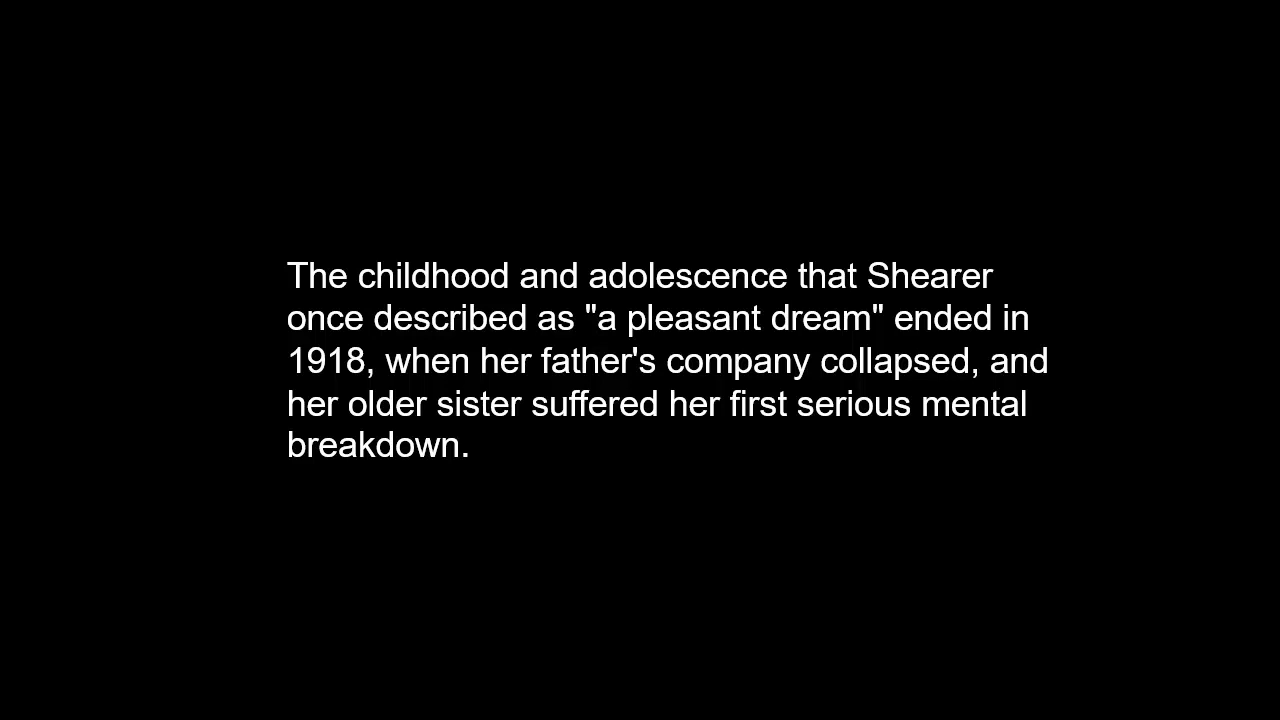 The childhood and adolescence that Shearer
once described as "a pleasant dream" ended in
1918, when her father's company collapsed, and
her older sister suffered her first serious mental
breakdown.